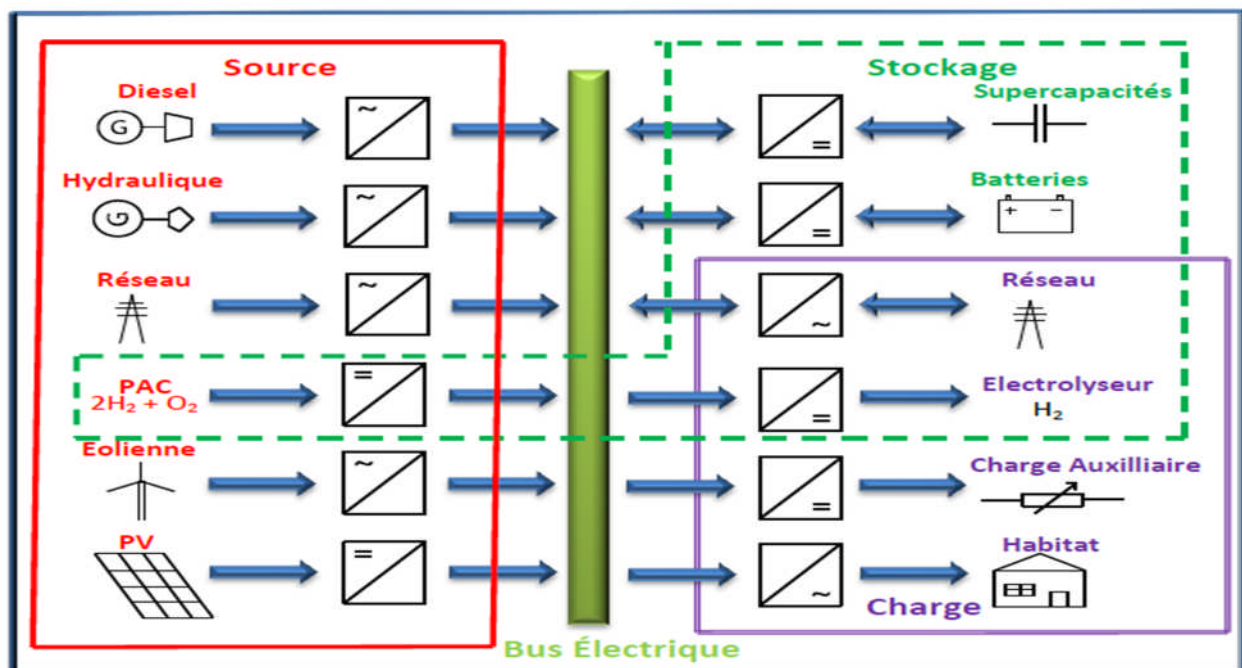 Source
Diesel
G
~
Hydraulique
G
~
Réseau
~
PAC
2H₂ + O₂
=
Eolienne
~
PV
=
Bus Électrique
Stockage
Supercapacités
=
Batteries
+ −
=
Réseau
~
Electrolyseur
H₂
=
Charge Auxilliaire
=
Habitat
~
Charge